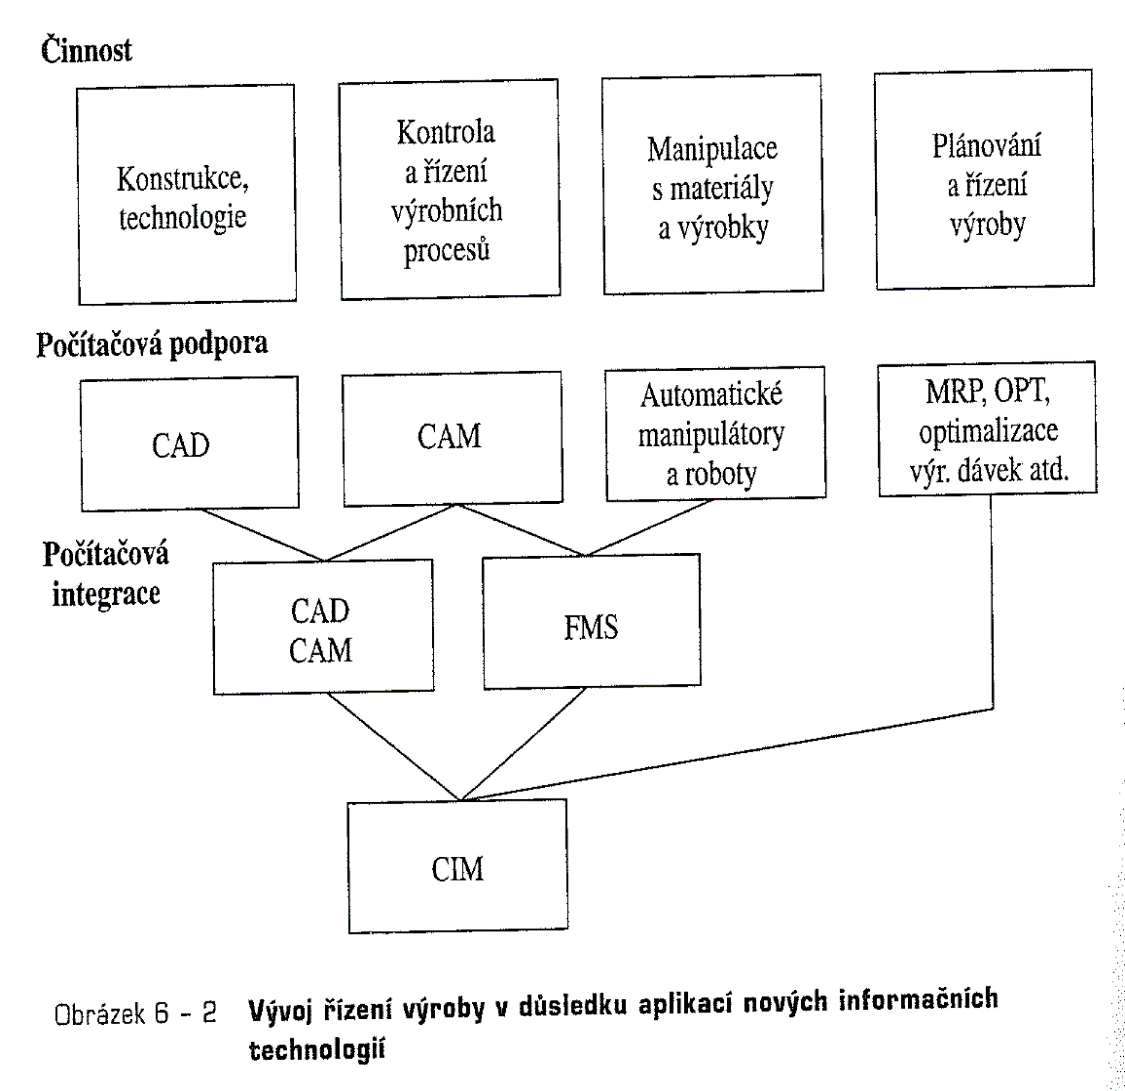 Činnost
Konstrukce,
technologie
Kontrola
a řízení
výrobních
procesů
Manipulace
s materiály
a výrobky
Plánování
a řízení
výroby
Počítačová podpora
CAD
CAM
Automatické
manipulátory
a roboty
MRP, OPT,
optimalizace
výr. dávek atd.
Počítačová
integrace
CAD
CAM
FMS
CIM
Obrázek 6 - 2 Vývoj řízení výroby v důsledku aplikací nových informačních
technologií